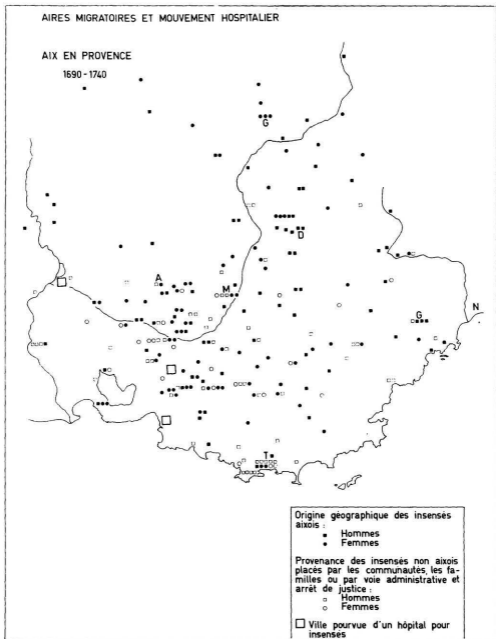 AIRES MIGRATOIRES ET MOUVEMENT HOSPITALIER
AIX EN PROVENCE
1690-1740
G
D
A
M
G
N
T
Origine géographique des insensés
aixois :
Hommes
Femmes
Provenance des insensés non aixois
placés par les communautés, les fa-
milles ou par voie administrative et
arrêt de justice :
Hommes
Femmes
Ville pourvue d'un hôpital pour
insensés